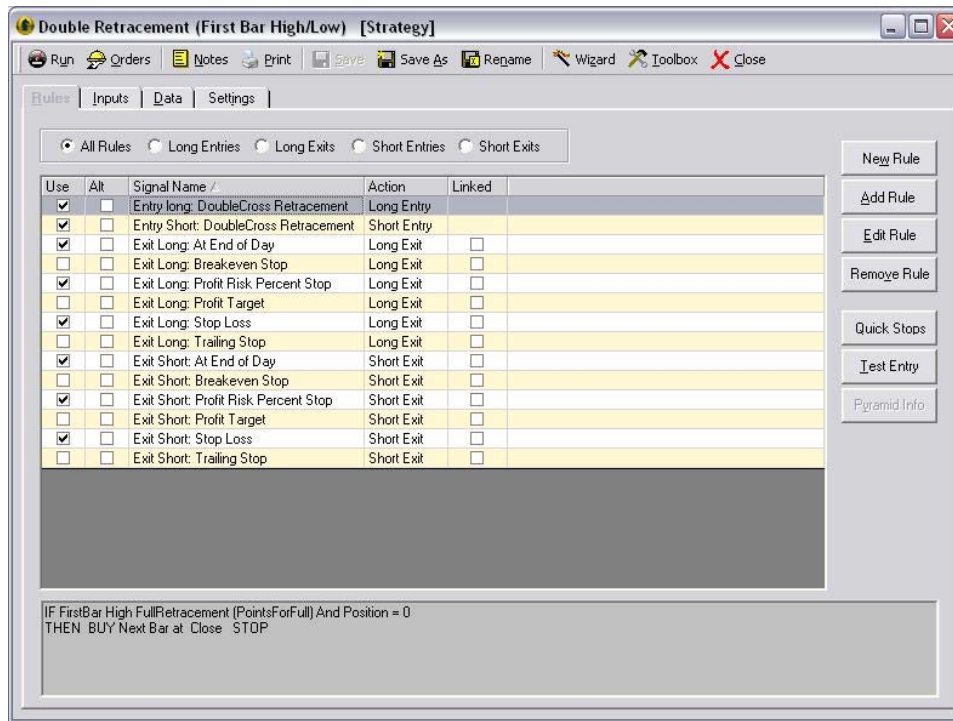 Double Retracement (First Bar High/Low) [Strategy]
Run Orders Notes Print Save Save As Rename Wizard Toolbox Close
Rules Inputs Data Settings
All Rules Long Entries Long Exits Short Entries Short Exits
New Rule
Add Rule
Edit Rule
Remove Rule
Quick Stops
Test Entry
Pyramid Info
Use Alt Signal Name Action Linked
Entry long: DoubleCross Retracement Long Entry
Entry Short: DoubleCross Retracement Short Entry
Exit Long: At End of Day Long Exit
Exit Long: Breakeven Stop Long Exit
Exit Long: Profit Risk Percent Stop Long Exit
Exit Long: Profit Target Long Exit
Exit Long: Stop Loss Long Exit
Exit Long: Trailing Stop Long Exit
Exit Short: At End of Day Short Exit
Exit Short: Breakeven Stop Short Exit
Exit Short: Profit Risk Percent Stop Short Exit
Exit Short: Profit Target Short Exit
Exit Short: Stop Loss Short Exit
Exit Short: Trailing Stop Short Exit
IF FirstBar High FullRetracement (PointsForFull) And Position = 0
THEN BUY Next Bar at Close STOP